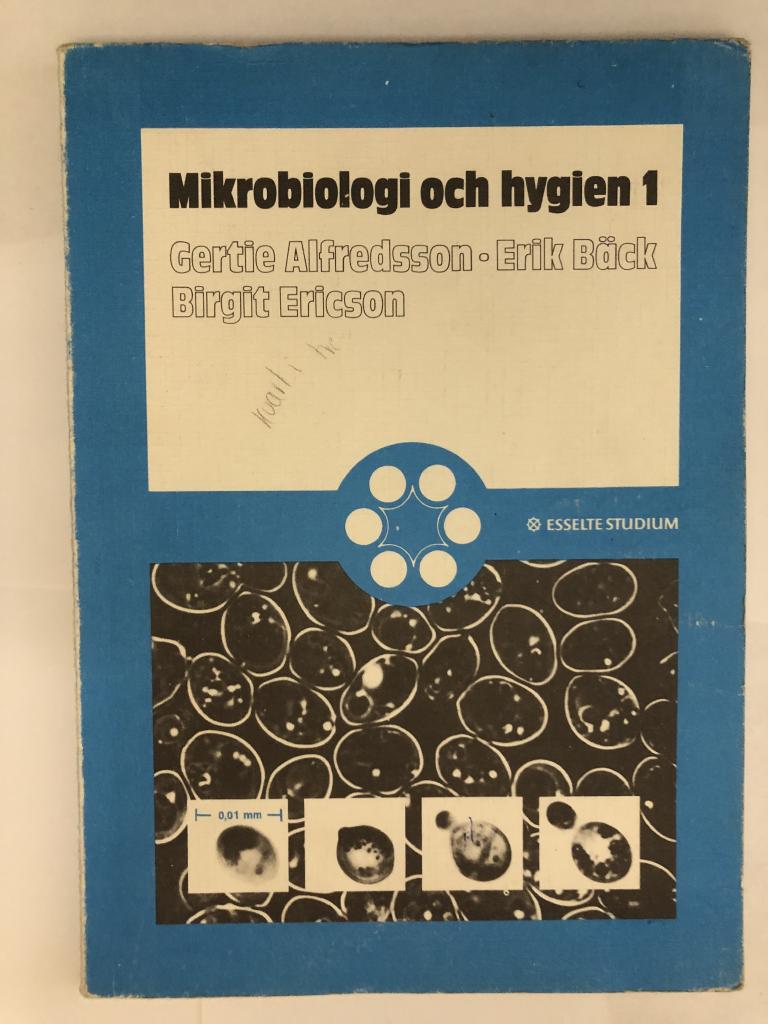 Mikrobiologi och hygien 1
Gertie Alfredsson • Erik Bäck
Birgit Ericson
ESSELTE STUDIUM
0,01 mm